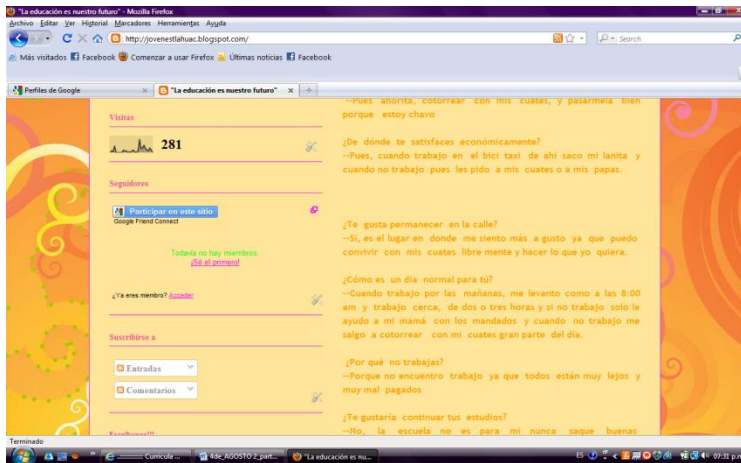 "La educación es nuestro futuro" - Mozilla Firefox
Archivo Editar Ver Historial Marcadores Herramientas Ayuda
http://jovenestlahuac.blogspot.com/
Search
Más visitados Facebook Comenzar a usar Firefox Últimas noticias Facebook
Perfiles de Google
"La educación es nuestro futuro"
Visitas
281
Seguidores
Participar en este sitio
Google Friend Connect
Todavía no hay miembros.
¡Sé el primero!
¿Ya eres miembro? Acceder
Suscribirse a
Entradas
Comentarios
Escribenos!!!
--Pues ahorita, cotorrear con mis cuates, y pasármela bien
porque estoy chavo
¿De dónde te satisfaces económicamente?
--Pues, cuando trabajo en el bici taxi de ahí saco mi lanita y
cuando no trabajo pues les pido a mis cuates o a mis papas.
¿Te gusta permanecer en la calle?
--Si, es el lugar en donde me siento más a gusto ya que puedo
convivir con mis cuates libre mente y hacer lo que yo quiera.
¿Cómo es un día normal para tú?
--Cuando trabajo por las mañanas, me levanto como a las 8:00
am y trabajo cerca, de dos o tres horas y si no trabajo solo le
ayudo a mi mamá con los mandados y cuando no trabajo me
salgo a cotorrear con mi cuates gran parte del día.
¿Por qué no trabajas?
--Porque no encuentro trabajo ya que todos están muy lejos y
muy mal pagados
¿Te gustaría continuar tus estudios?
--No, la escuela no es para mi nunca saque buenas
Terminado
Curricula ...
4de_AGOSTO 2_part...
"La educación es nu...
ES
07:31 p.m.